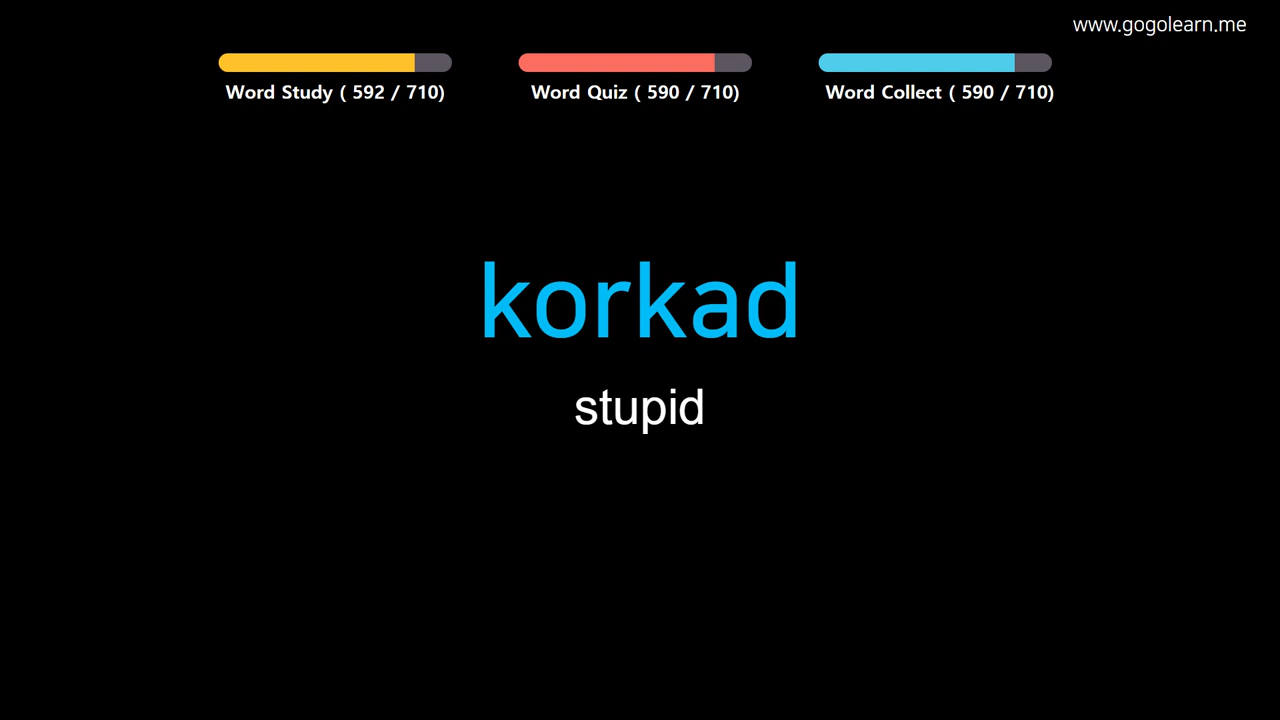 www.gogolearn.me
Word Study ( 592 / 710)
Word Quiz ( 590 / 710)
Word Collect ( 590 / 710)
korkad
stupid